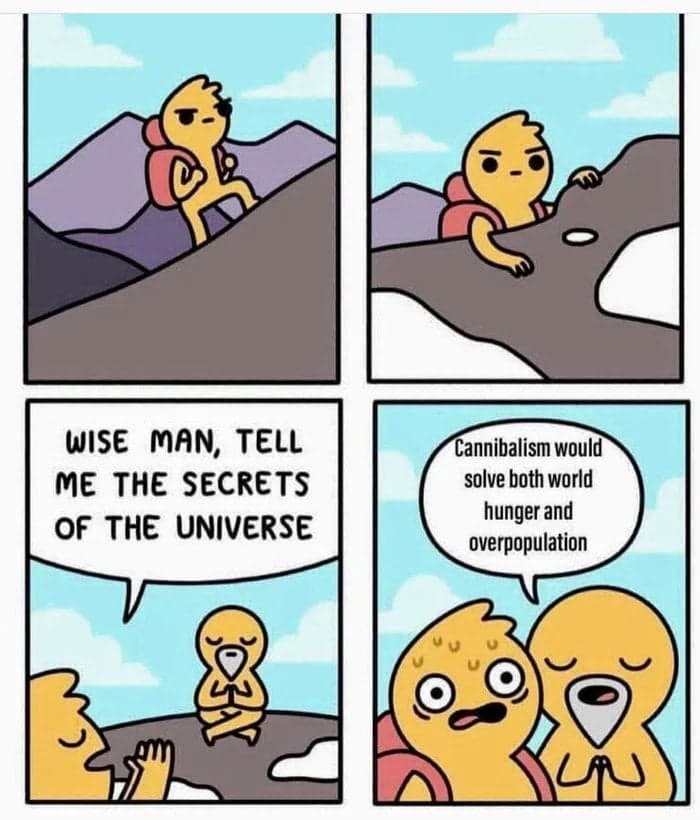 WISE MAN, TELL
ME THE SECRETS
OF THE UNIVERSE
Cannibalism would
solve both world
hunger and
overpopulation